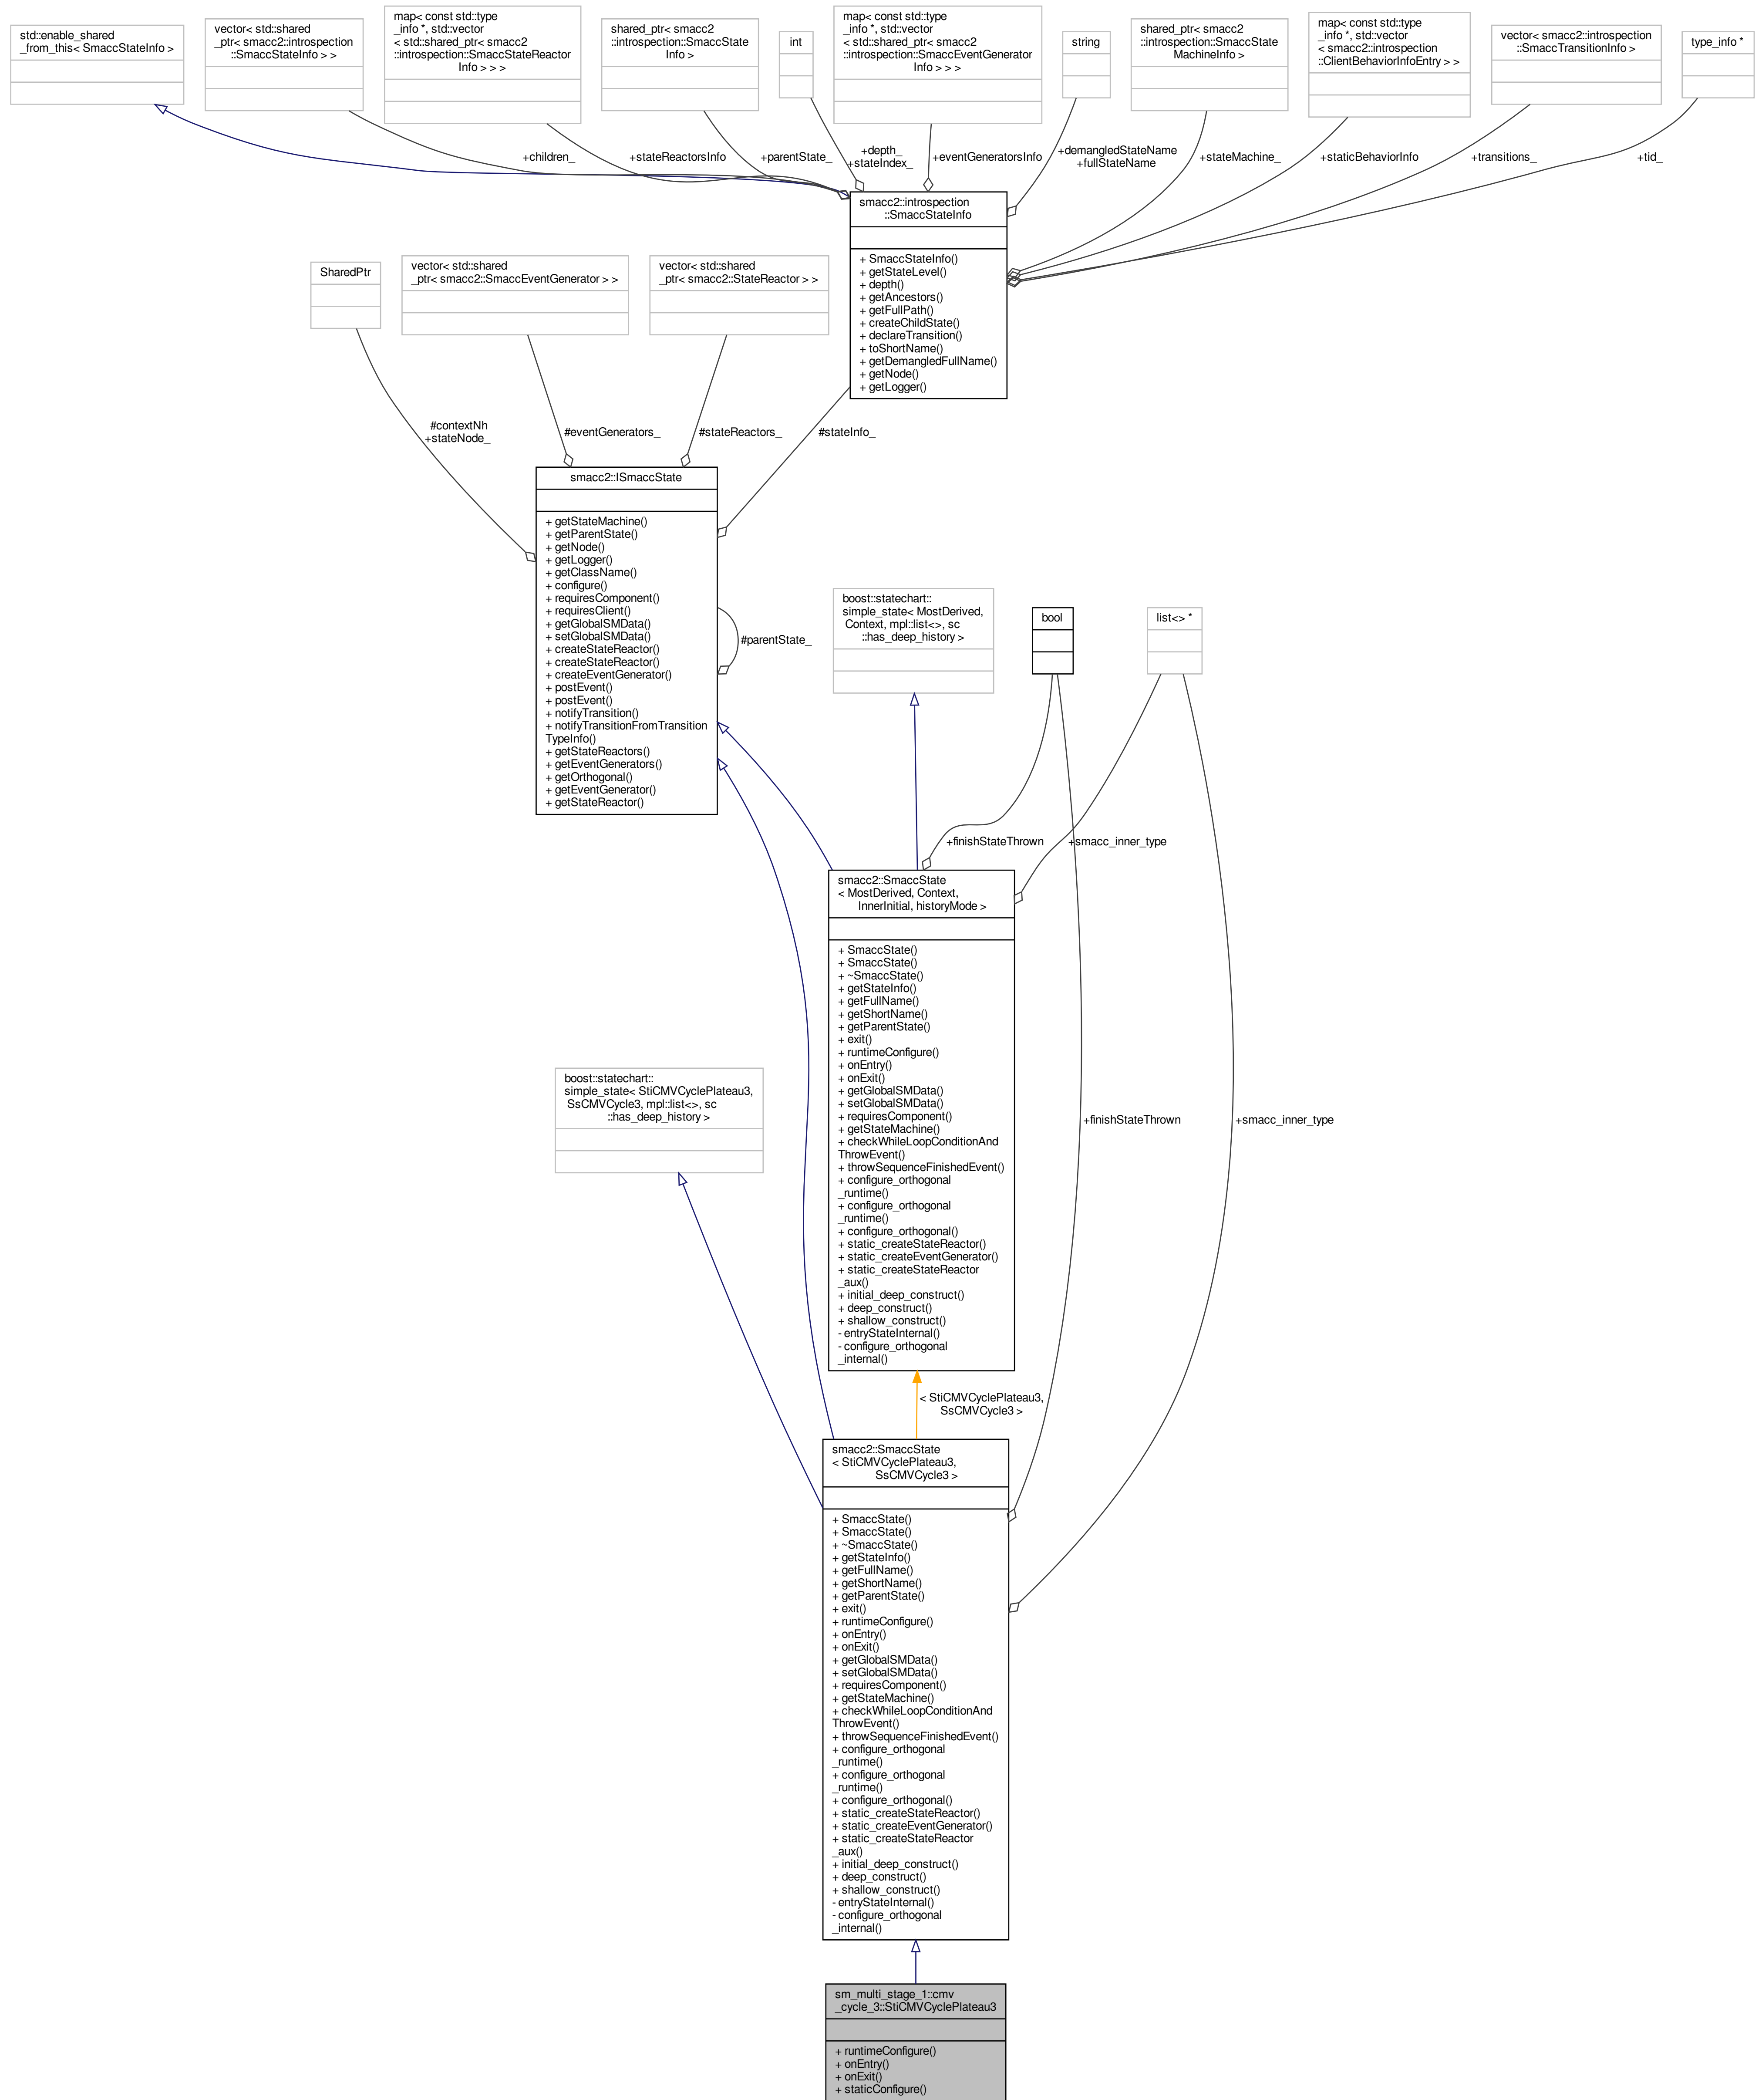 std::enable_shared
_from_this< SmaccStateInfo >
vector< std::shared
_ptr< smacc2::introspection
::SmaccStateInfo > >
map< const std::type
_info *, std::vector
< std::shared_ptr< smacc2
::introspection::SmaccStateReactor
Info > > >
shared_ptr< smacc2
::introspection::SmaccState
Info >
int
map< const std::type
_info *, std::vector
< std::shared_ptr< smacc2
::introspection::SmaccEventGenerator
Info > > >
string
shared_ptr< smacc2
::introspection::SmaccState
MachineInfo >
map< const std::type
_info *, std::vector
< smacc2::introspection
::ClientBehaviorInfoEntry > >
vector< smacc2::introspection
::SmaccTransitionInfo >
type_info *
+children_
+stateReactorsInfo
+parentState_
+depth_
+stateIndex_
+eventGeneratorsInfo
+demangledStateName
+fullStateName
+stateMachine_
+staticBehaviorInfo
+transitions_
+tid_
smacc2::introspection
::SmaccStateInfo
+ SmaccStateInfo()
+ getStateLevel()
+ depth()
+ getAncestors()
+ getFullPath()
+ createChildState()
+ declareTransition()
+ toShortName()
+ getDemangledFullName()
+ getNode()
+ getLogger()
SharedPtr
vector< std::shared
_ptr< smacc2::SmaccEventGenerator > >
vector< std::shared
_ptr< smacc2::StateReactor > >
#contextNh
+stateNode_
#eventGenerators_
#stateReactors_
#stateInfo_
smacc2::ISmaccState
+ getStateMachine()
+ getParentState()
+ getNode()
+ getLogger()
+ getClassName()
+ configure()
+ requiresComponent()
+ requiresClient()
+ getGlobalSMData()
+ setGlobalSMData()
+ createStateReactor()
+ createStateReactor()
+ createEventGenerator()
+ postEvent()
+ postEvent()
+ notifyTransition()
+ notifyTransitionFromTransition
TypeInfo()
+ getStateReactors()
+ getEventGenerators()
+ getOrthogonal()
+ getEventGenerator()
+ getStateReactor()
#parentState_
boost::statechart::
simple_state< MostDerived,
Context, mpl::list<>, sc
::has_deep_history >
bool
list<> *
+finishStateThrown
+smacc_inner_type
smacc2::SmaccState
< MostDerived, Context,
InnerInitial, historyMode >
+ SmaccState()
+ SmaccState()
+ ~SmaccState()
+ getStateInfo()
+ getFullName()
+ getShortName()
+ getParentState()
+ exit()
+ runtimeConfigure()
+ onEntry()
+ onExit()
+ getGlobalSMData()
+ setGlobalSMData()
+ requiresComponent()
+ getStateMachine()
+ checkWhileLoopConditionAnd
ThrowEvent()
+ throwSequenceFinishedEvent()
+ configure_orthogonal
_runtime()
+ configure_orthogonal
_runtime()
+ configure_orthogonal()
+ static_createStateReactor()
+ static_createEventGenerator()
+ static_createStateReactor
_aux()
+ initial_deep_construct()
+ deep_construct()
+ shallow_construct()
- entryStateInternal()
- configure_orthogonal
_internal()
boost::statechart::
simple_state< StiCMVCyclePlateau3,
SsCMVCycle3, mpl::list<>, sc
::has_deep_history >
+finishStateThrown
+smacc_inner_type
< StiCMVCyclePlateau3,
SsCMVCycle3 >
smacc2::SmaccState
< StiCMVCyclePlateau3,
SsCMVCycle3 >
+ SmaccState()
+ SmaccState()
+ ~SmaccState()
+ getStateInfo()
+ getFullName()
+ getShortName()
+ getParentState()
+ exit()
+ runtimeConfigure()
+ onEntry()
+ onExit()
+ getGlobalSMData()
+ setGlobalSMData()
+ requiresComponent()
+ getStateMachine()
+ checkWhileLoopConditionAnd
ThrowEvent()
+ throwSequenceFinishedEvent()
+ configure_orthogonal
_runtime()
+ configure_orthogonal
_runtime()
+ configure_orthogonal()
+ static_createStateReactor()
+ static_createEventGenerator()
+ static_createStateReactor
_aux()
+ initial_deep_construct()
+ deep_construct()
+ shallow_construct()
- entryStateInternal()
- configure_orthogonal
_internal()
sm_multi_stage_1::cmv
_cycle_3::StiCMVCyclePlateau3
+ runtimeConfigure()
+ onEntry()
+ onExit()
+ staticConfigure()